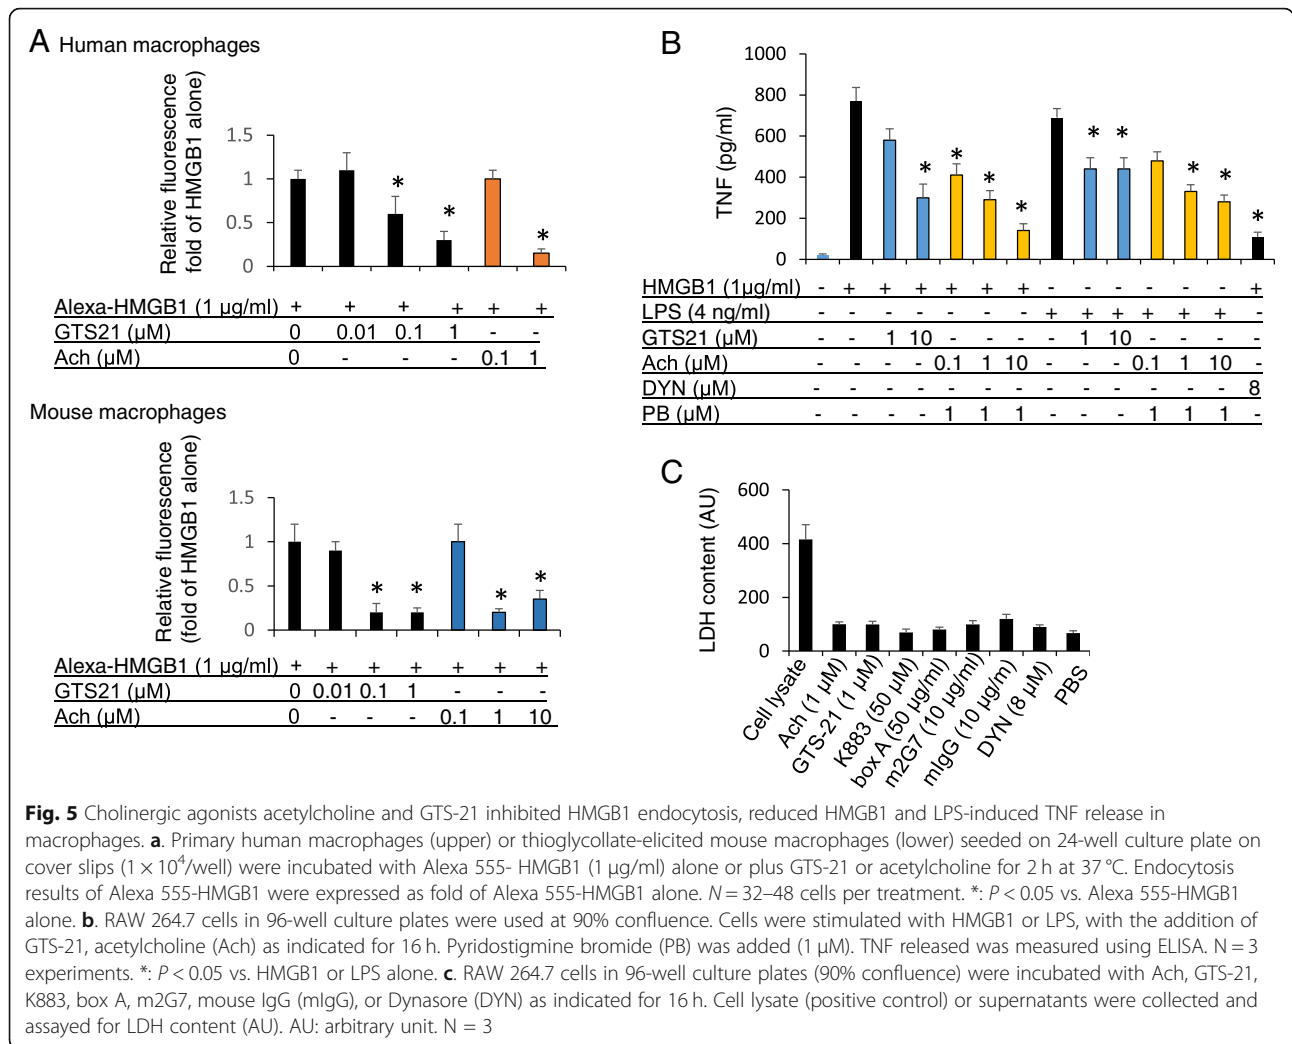 A Human macrophages
Relative fluorescence
fold of HMGB1 alone)
1.5
1
0.5
0
* * *
Alexa-HMGB1 (1 µg/ml) + + + + + +
GTS21 (µM) 0 0.01 0.1 1 - -
Ach (µM) 0 - - - 0.1 1
Mouse macrophages
Relative fluorescence
(fold of HMGB1 alone)
1.5
1
0.5
0
* * * *
Alexa-HMGB1 (1 µg/ml) + + + + + + +
GTS21 (µM) 0 0.01 0.1 1 - - -
Ach (µM) 0 - - - 0.1 1 10
B
TNF (pg/ml)
1000
800
600
400
200
0
* * * * * * * * *
HMGB1 (1µg/ml) - + + + + + + - - - - - - +
LPS (4 ng/ml) - - - - - - - + + + + + + -
GTS21 (µM) - - 1 10 - - - - 1 10 - - - -
Ach (µM) - - - - 0.1 1 10 - - - 0.1 1 10 -
DYN (µM) - - - - - - - - - - - - - 8
PB (µM) - - - - 1 1 1 - - - 1 1 1 -
C
LDH content (AU)
600
400
200
0
Cell lysate
Ach (1 µM)
GTS-21 (1 µM)
K883 (50 µM)
box A (50 µg/ml)
m2G7 (10 µg/ml)
mIgG (10 µg/m)
DYN (8 µM)
PBS
Fig. 5 Cholinergic agonists acetylcholine and GTS-21 inhibited HMGB1 endocytosis, reduced HMGB1 and LPS-induced TNF release in
macrophages. a. Primary human macrophages (upper) or thioglycollate-elicited mouse macrophages (lower) seeded on 24-well culture plate on
cover slips (1 × 10⁴/well) were incubated with Alexa 555- HMGB1 (1 µg/ml) alone or plus GTS-21 or acetylcholine for 2 h at 37 °C. Endocytosis
results of Alexa 555-HMGB1 were expressed as fold of Alexa 555-HMGB1 alone. N = 32–48 cells per treatment. *: P < 0.05 vs. Alexa 555-HMGB1
alone. b. RAW 264.7 cells in 96-well culture plates were used at 90% confluence. Cells were stimulated with HMGB1 or LPS, with the addition of
GTS-21, acetylcholine (Ach) as indicated for 16 h. Pyridostigmine bromide (PB) was added (1 µM). TNF released was measured using ELISA. N = 3
experiments. *: P < 0.05 vs. HMGB1 or LPS alone. c. RAW 264.7 cells in 96-well culture plates (90% confluence) were incubated with Ach, GTS-21,
K883, box A, m2G7, mouse IgG (mIgG), or Dynasore (DYN) as indicated for 16 h. Cell lysate (positive control) or supernatants were collected and
assayed for LDH content (AU). AU: arbitrary unit. N = 3